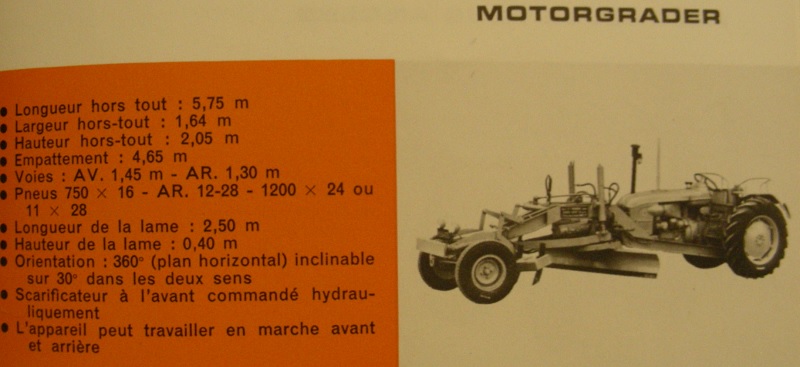 MOTORGRADER
• Longueur hors tout : 5,75 m
• Largeur hors-tout : 1,64 m
• Hauteur hors-tout : 2,05 m
• Empattement : 4,65 m
• Voies : AV. 1,45 m - AR. 1,30 m
• Pneus 750 × 16 - AR. 12-28 - 1200 × 24 ou
11 × 28
• Longueur de la lame : 2,50 m
• Hauteur de la lame : 0,40 m
• Orientation : 360° (plan horizontal) inclinable
sur 30° dans les deux sens
• Scarificateur à l'avant commandé hydrau-
liquement
• L'appareil peut travailler en marche avant
et arrière